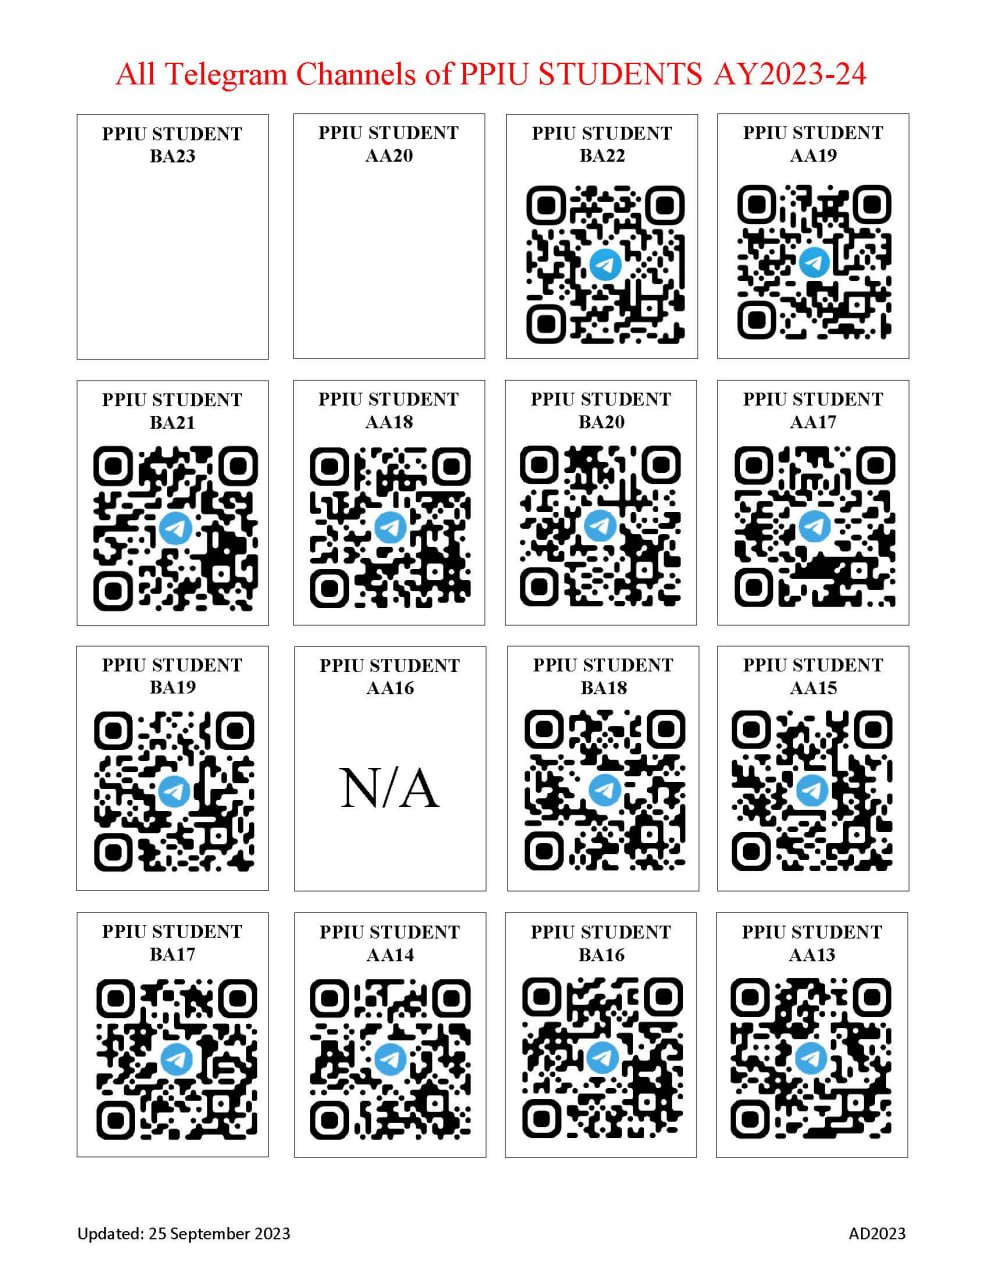 All Telegram Channels of PPIU STUDENTS AY2023-24
PPIU STUDENT
BA23
PPIU STUDENT
AA20
PPIU STUDENT
BA22
PPIU STUDENT
AA19
PPIU STUDENT
BA21
PPIU STUDENT
AA18
PPIU STUDENT
BA20
PPIU STUDENT
AA17
PPIU STUDENT
BA19
PPIU STUDENT
AA16
N/A
PPIU STUDENT
BA18
PPIU STUDENT
AA15
PPIU STUDENT
BA17
PPIU STUDENT
AA14
PPIU STUDENT
BA16
PPIU STUDENT
AA13
Updated: 25 September 2023
AD2023